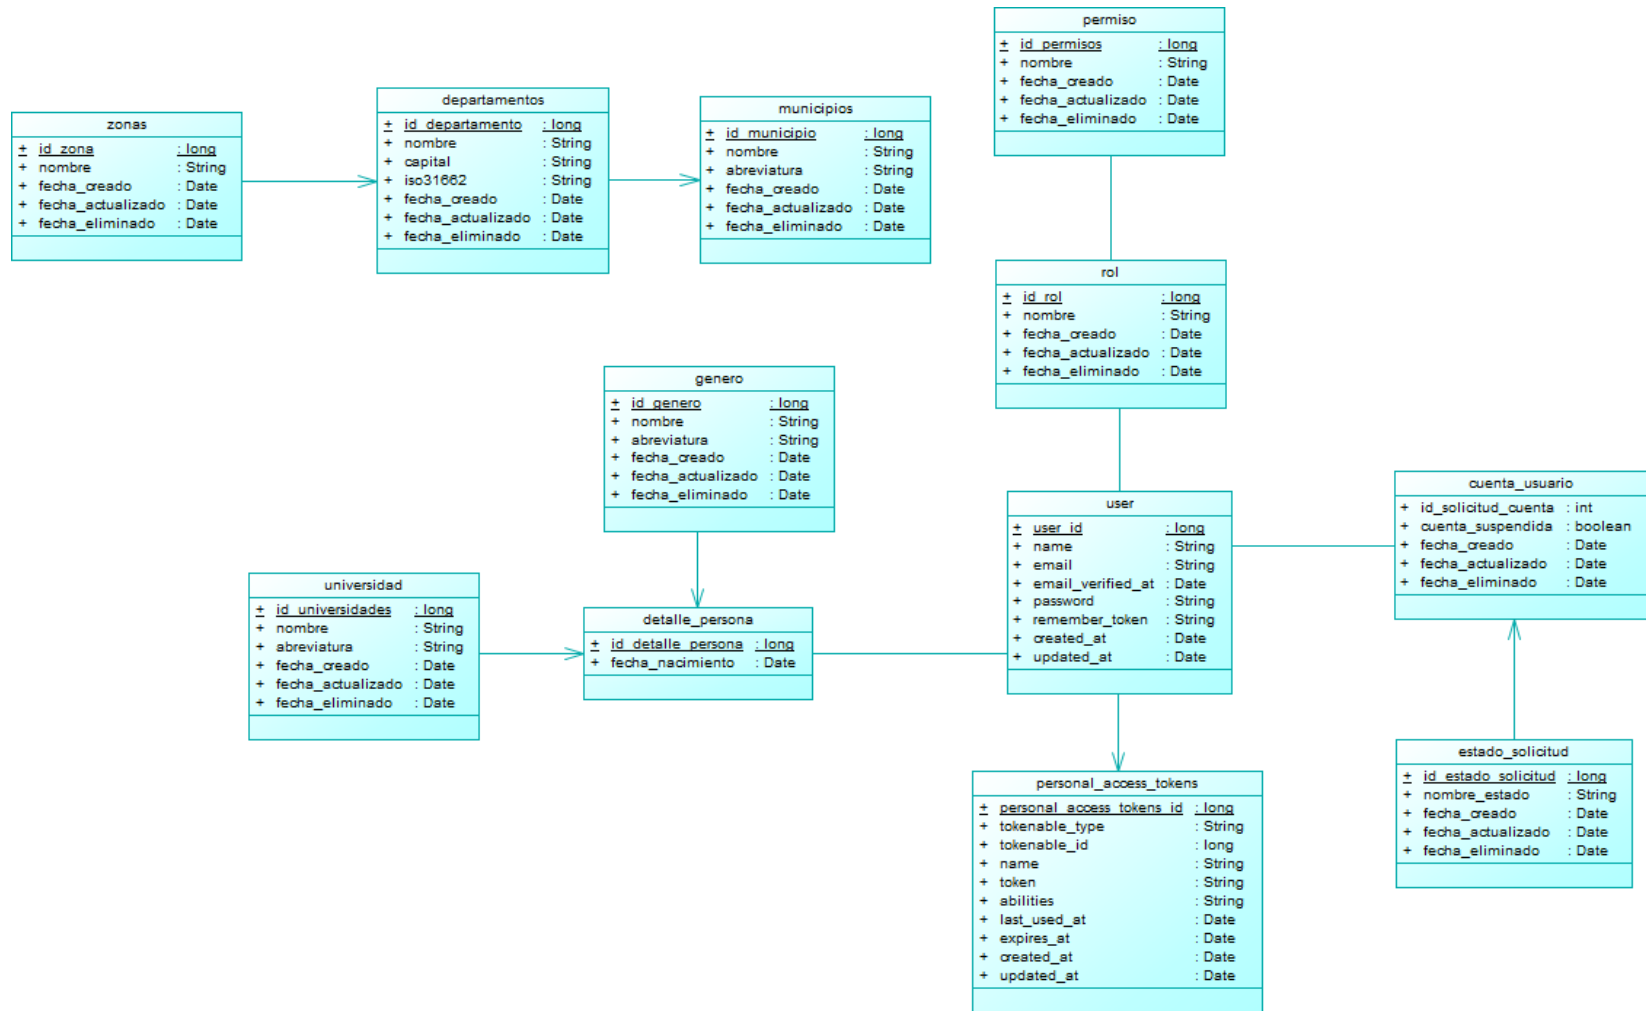 permiso
+ id_permisos : long
+ nombre : String
+ fecha_creado : Date
+ fecha_actualizado : Date
+ fecha_eliminado : Date
departamentos
+ id_departamento : long
+ nombre : String
+ capital : String
+ iso31662 : String
+ fecha_creado : Date
+ fecha_actualizado : Date
+ fecha_eliminado : Date
municipios
+ id_municipio : long
+ nombre : String
+ abreviatura : String
+ fecha_creado : Date
+ fecha_actualizado : Date
+ fecha_eliminado : Date
zonas
+ id_zona : long
+ nombre : String
+ fecha_creado : Date
+ fecha_actualizado : Date
+ fecha_eliminado : Date
rol
+ id_rol : long
+ nombre : String
+ fecha_creado : Date
+ fecha_actualizado : Date
+ fecha_eliminado : Date
genero
+ id_genero : long
+ nombre : String
+ abreviatura : String
+ fecha_creado : Date
+ fecha_actualizado : Date
+ fecha_eliminado : Date
cuenta_usuario
+ id_solicitud_cuenta : int
+ cuenta_suspendida : boolean
+ fecha_creado : Date
+ fecha_actualizado : Date
+ fecha_eliminado : Date
user
+ user_id : long
+ name : String
+ email : String
+ email_verified_at : Date
+ password : String
+ remember_token : String
+ created_at : Date
+ updated_at : Date
universidad
+ id_universidades : long
+ nombre : String
+ abreviatura : String
+ fecha_creado : Date
+ fecha_actualizado : Date
+ fecha_eliminado : Date
detalle_persona
+ id_detalle_persona : long
+ fecha_nacimiento : Date
estado_solicitud
+ id_estado_solicitud : long
+ nombre_estado : String
+ fecha_creado : Date
+ fecha_actualizado : Date
+ fecha_eliminado : Date
personal_access_tokens
+ personal_access_tokens_id : long
+ tokenable_type : String
+ tokenable_id : long
+ name : String
+ token : String
+ abilities : String
+ last_used_at : Date
+ expires_at : Date
+ created_at : Date
+ updated_at : Date